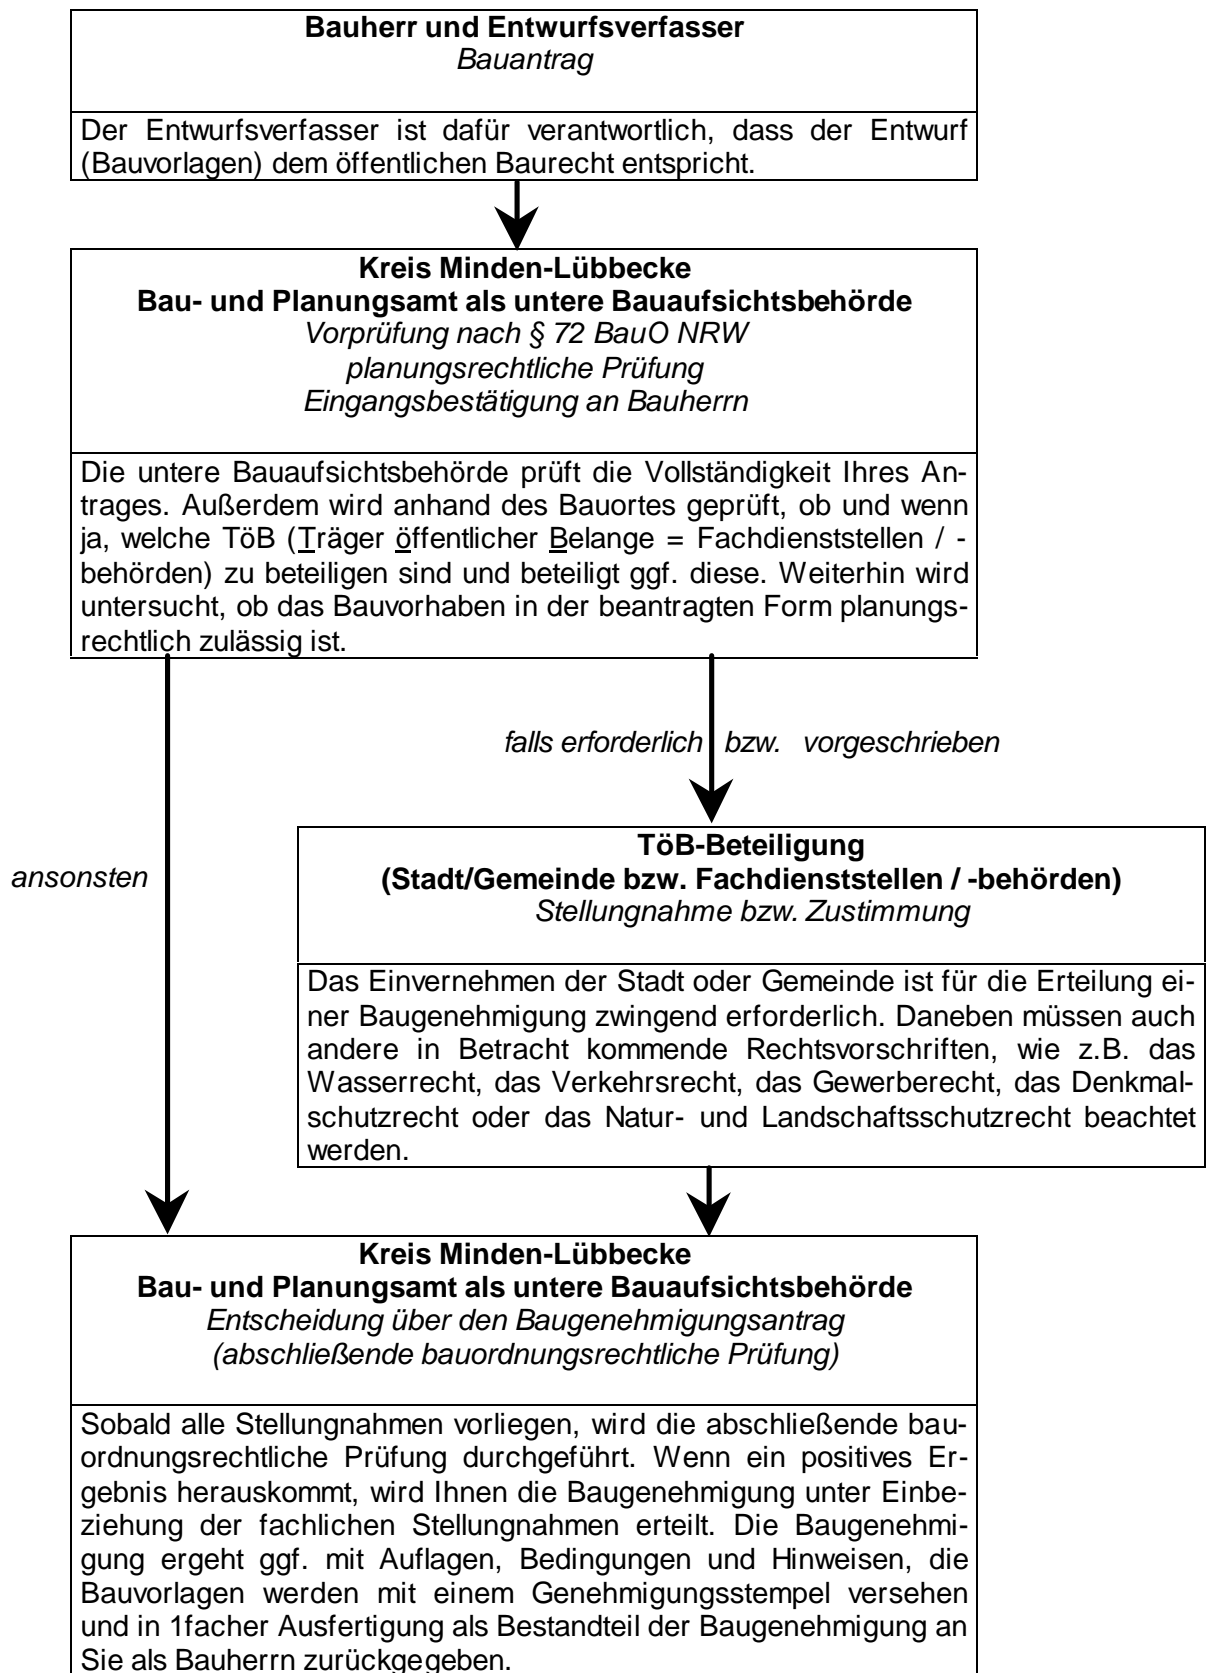 Bauherr und Entwurfsverfasser
Bauantrag
Der Entwurfsverfasser ist dafür verantwortlich, dass der Entwurf
(Bauvorlagen) dem öffentlichen Baurecht entspricht.
Kreis Minden-Lübbecke
Bau- und Planungsamt als untere Bauaufsichtsbehörde
Vorprüfung nach § 72 BauO NRW
planungsrechtliche Prüfung
Eingangsbestätigung an Bauherrn
Die untere Bauaufsichtsbehörde prüft die Vollständigkeit Ihres An-
trages. Außerdem wird anhand des Bauortes geprüft, ob und wenn
ja, welche TöB (Träger öffentlicher Belange = Fachdienststellen / -
behörden) zu beteiligen sind und beteiligt ggf. diese. Weiterhin wird
untersucht, ob das Bauvorhaben in der beantragten Form planungs-
rechtlich zulässig ist.
falls erforderlich bzw. vorgeschrieben
ansonsten
TöB-Beteiligung
(Stadt/Gemeinde bzw. Fachdienststellen / -behörden)
Stellungnahme bzw. Zustimmung
Das Einvernehmen der Stadt oder Gemeinde ist für die Erteilung ei-
ner Baugenehmigung zwingend erforderlich. Daneben müssen auch
andere in Betracht kommende Rechtsvorschriften, wie z.B. das
Wasserrecht, das Verkehrsrecht, das Gewerberecht, das Denkmal-
schutzrecht oder das Natur- und Landschaftsschutzrecht beachtet
werden.
Kreis Minden-Lübbecke
Bau- und Planungsamt als untere Bauaufsichtsbehörde
Entscheidung über den Baugenehmigungsantrag
(abschließende bauordnungsrechtliche Prüfung)
Sobald alle Stellungnahmen vorliegen, wird die abschließende bau-
ordnungsrechtliche Prüfung durchgeführt. Wenn ein positives Er-
gebnis herauskommt, wird Ihnen die Baugenehmigung unter Einbe-
ziehung der fachlichen Stellungnahmen erteilt. Die Baugenehmi-
gung ergeht ggf. mit Auflagen, Bedingungen und Hinweisen, die
Bauvorlagen werden mit einem Genehmigungsstempel versehen
und in 1facher Ausfertigung als Bestandteil der Baugenehmigung an
Sie als Bauherrn zurückgegeben.